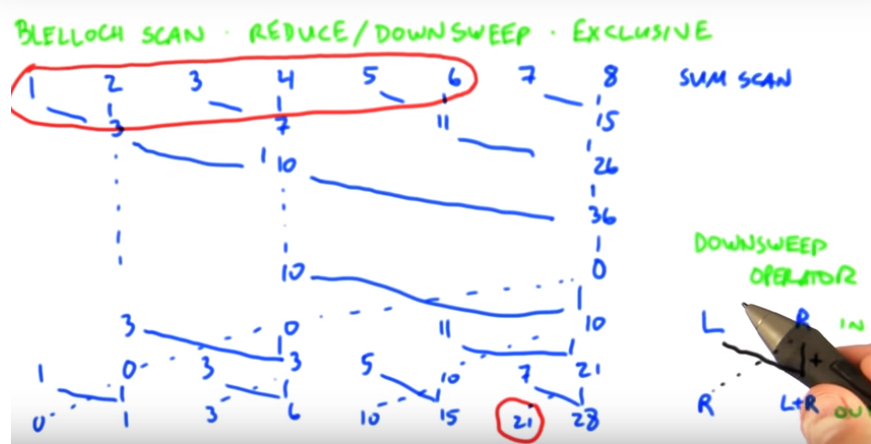 BLELLOCH SCAN · REDUCE/DOWNSWEEP · EXCLUSIVE
1 2 3 4 5 6 7 8 SUM SCAN
3 7 11 15
10 26
36
DOWNSWEEP
OPERATOR
10 0
3 0 11 10
L R IN
1 0 3 3 5 10 7 21
0 1 3 6 10 15 21 28
R L+R OUT
+